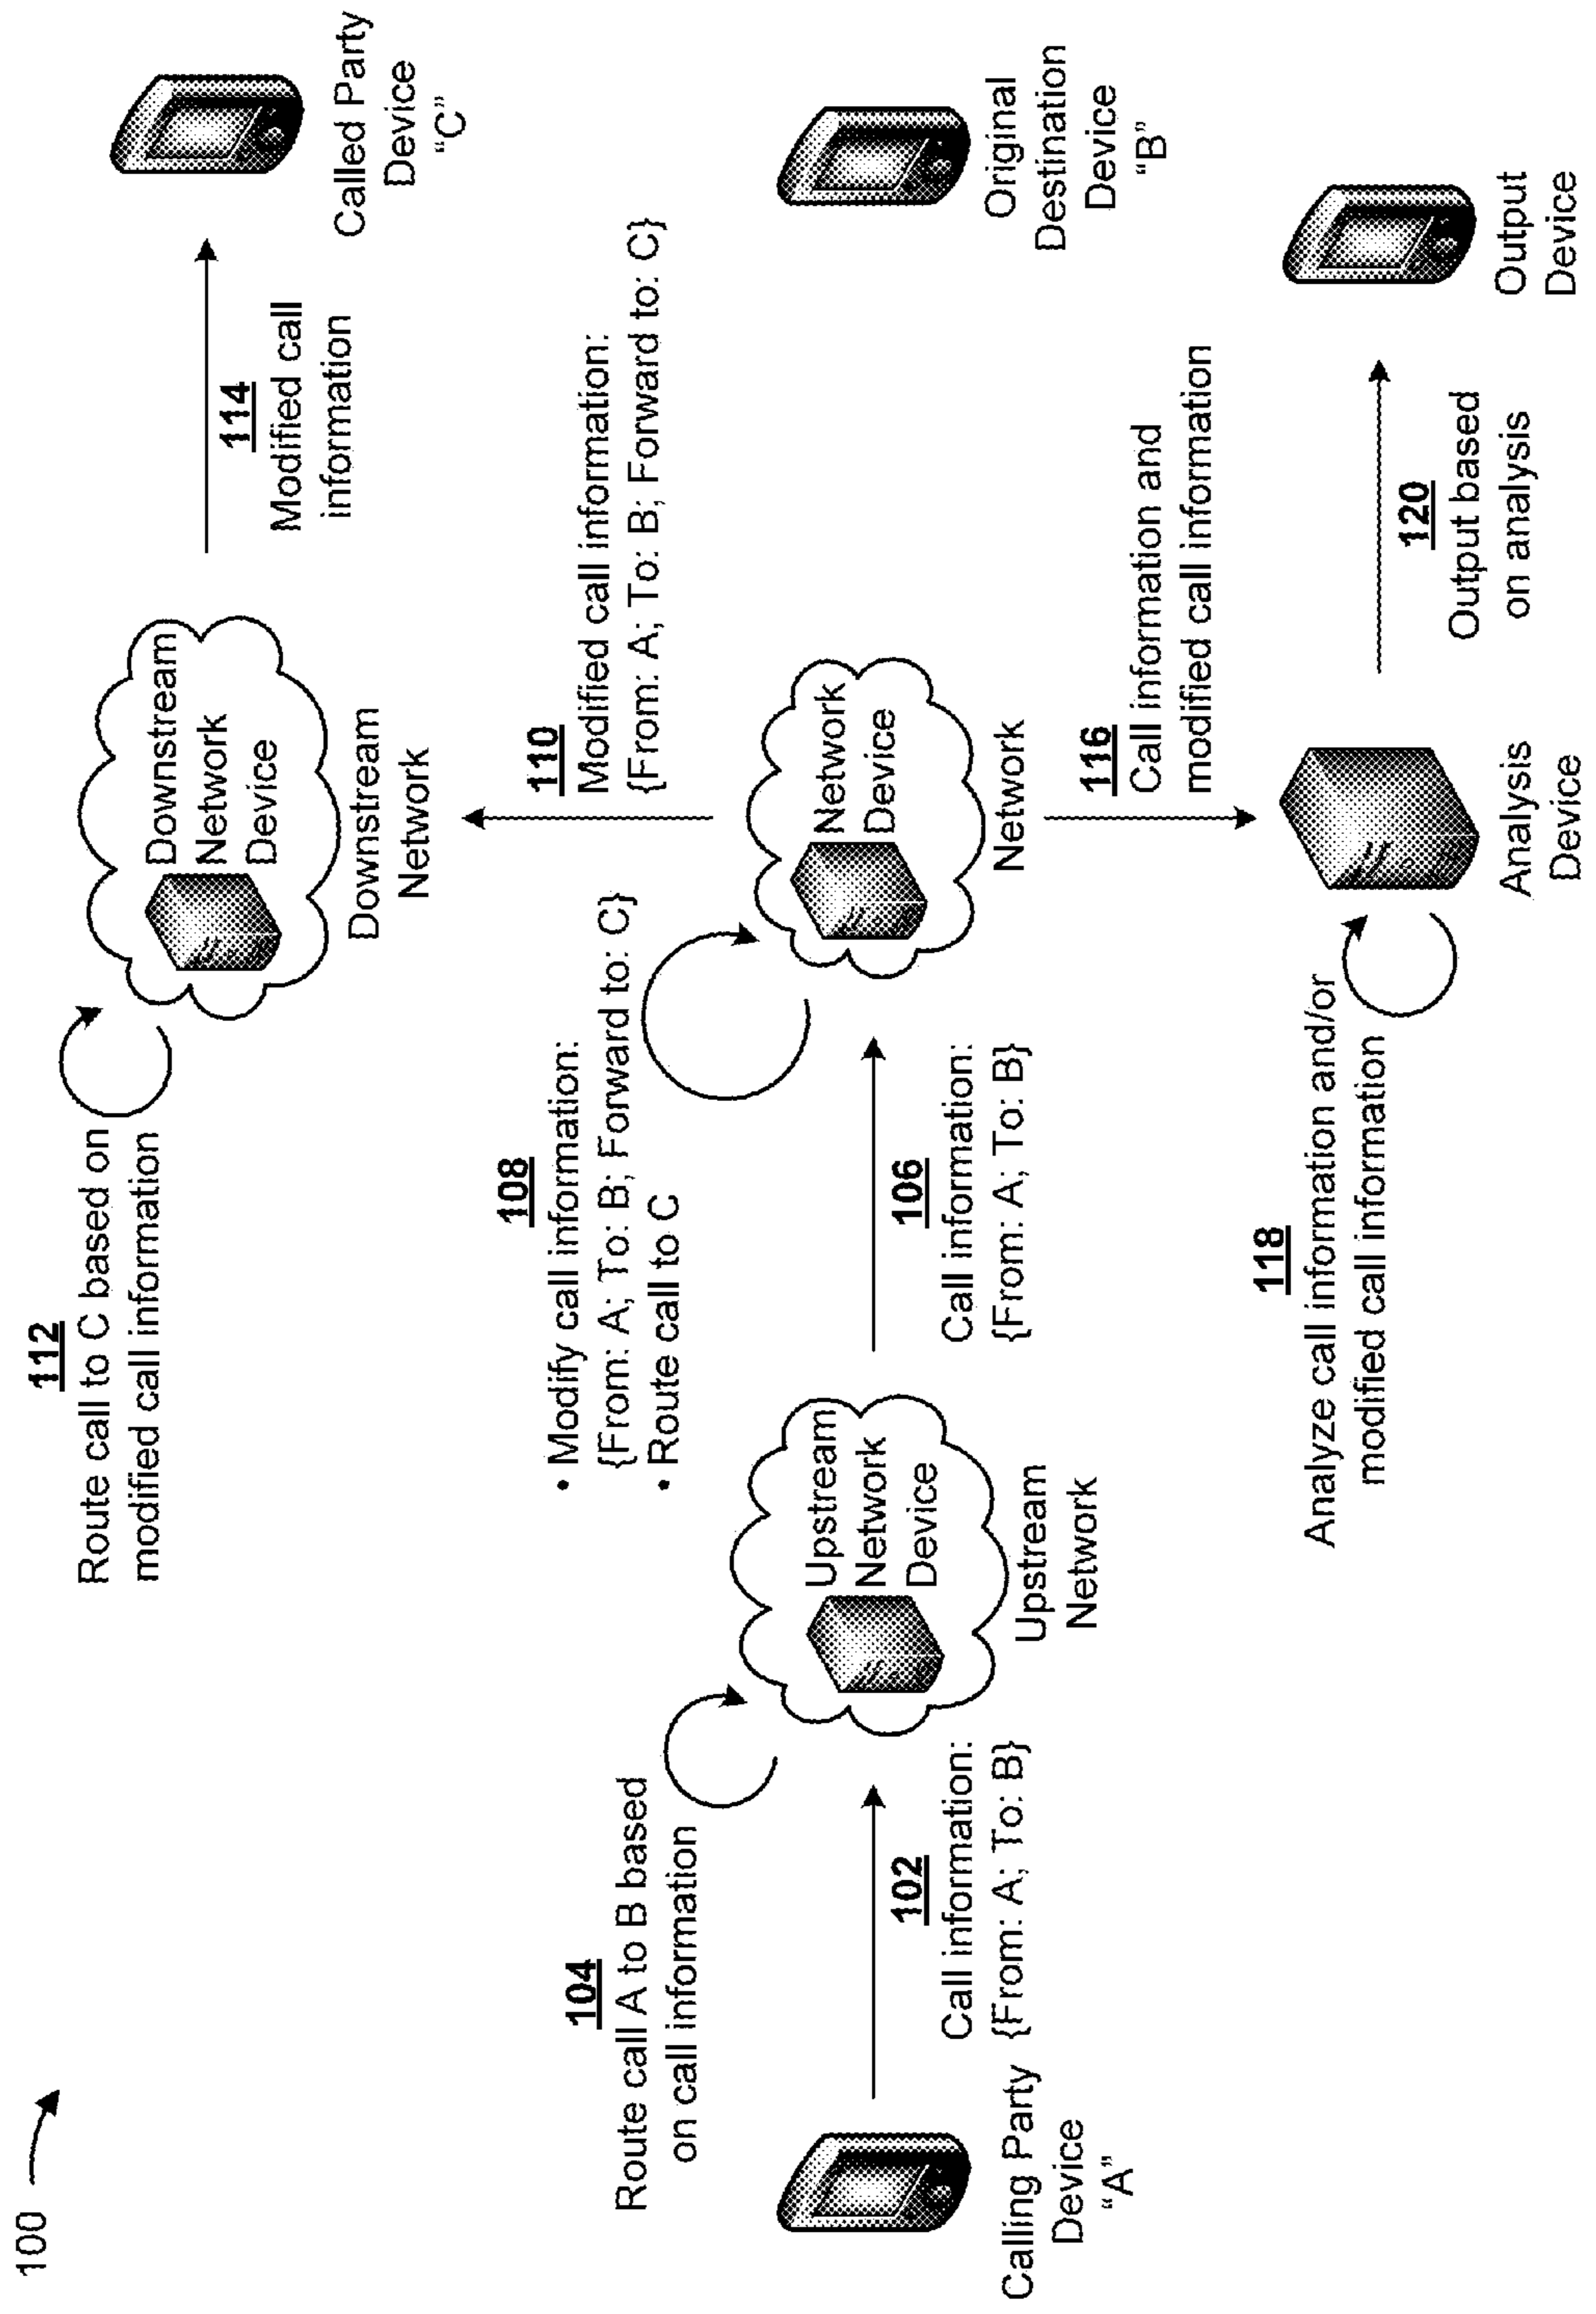 100
112
Route call to C based on
modified call information
Downstream
Network
Device
Downstream
Network
114
Modified call
information
Called Party
Device
“C”
104
Route call A to B based
on call information
108
• Modify call information:
{From: A; To: B; Forward to: C}
• Route call to C
110
Modified call information:
{From: A; To: B; Forward to: C}
Calling Party
Device
“A”
102
Call information:
{From: A; To: B}
Upstream
Network
Device
Upstream
Network
106
Call information:
{From: A; To: B}
Network
Device
Network
Original
Destination
Device
“B”
116
Call information and
modified call information
118
Analyze call information and/or
modified call information
Analysis
Device
120
Output based
on analysis
Output
Device